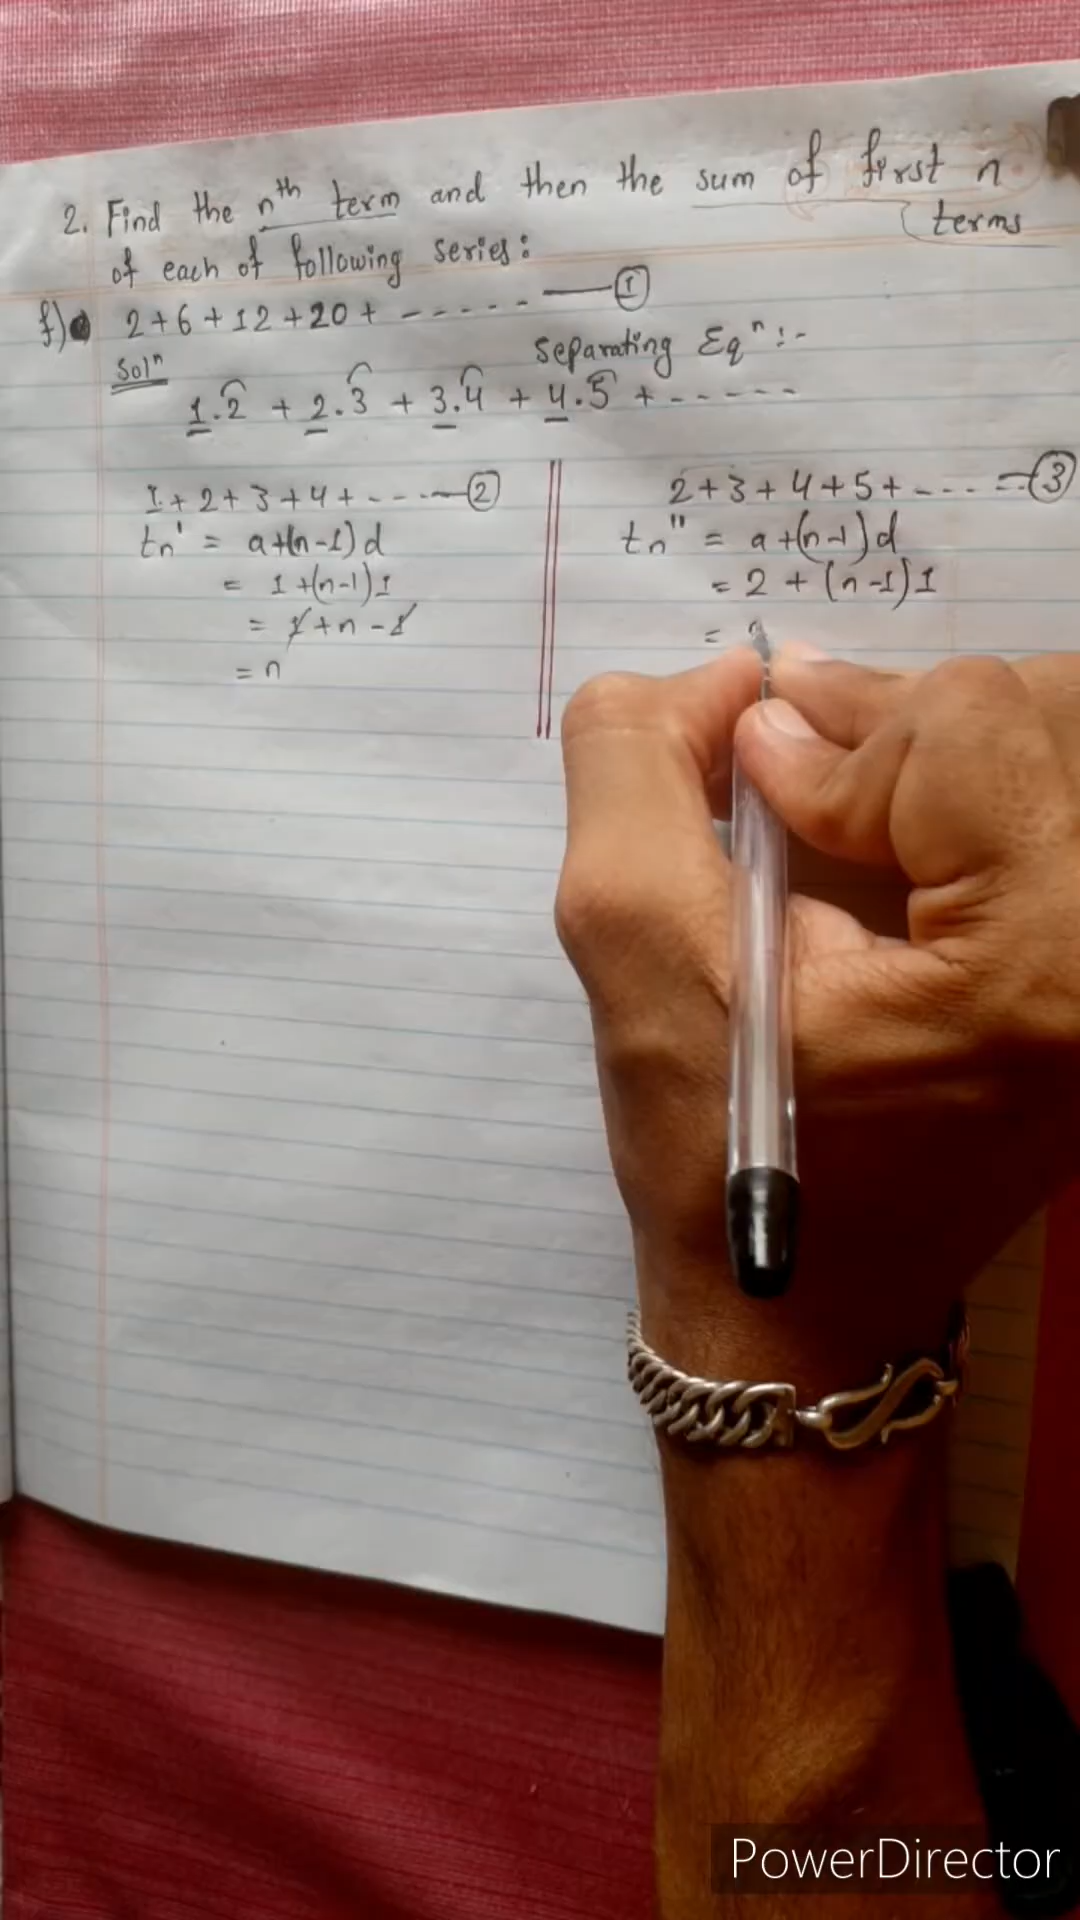 2. Find the nth term and then the sum of first n terms
of each of following series:
f) 2+6+12+20+ ------ —①
Solⁿ
Separating Eqⁿ :-
1.2 + 2.3 + 3.4 + 4.5 + ------
1+2+3+4+ ---- —②
tn' = a+(n-1)d
= 1+(n-1)1
= 1+n-1
= n
2+3+4+5+ ---- —③
tn" = a+(n-1)d
= 2 + (n-1)1
=
PowerDirector